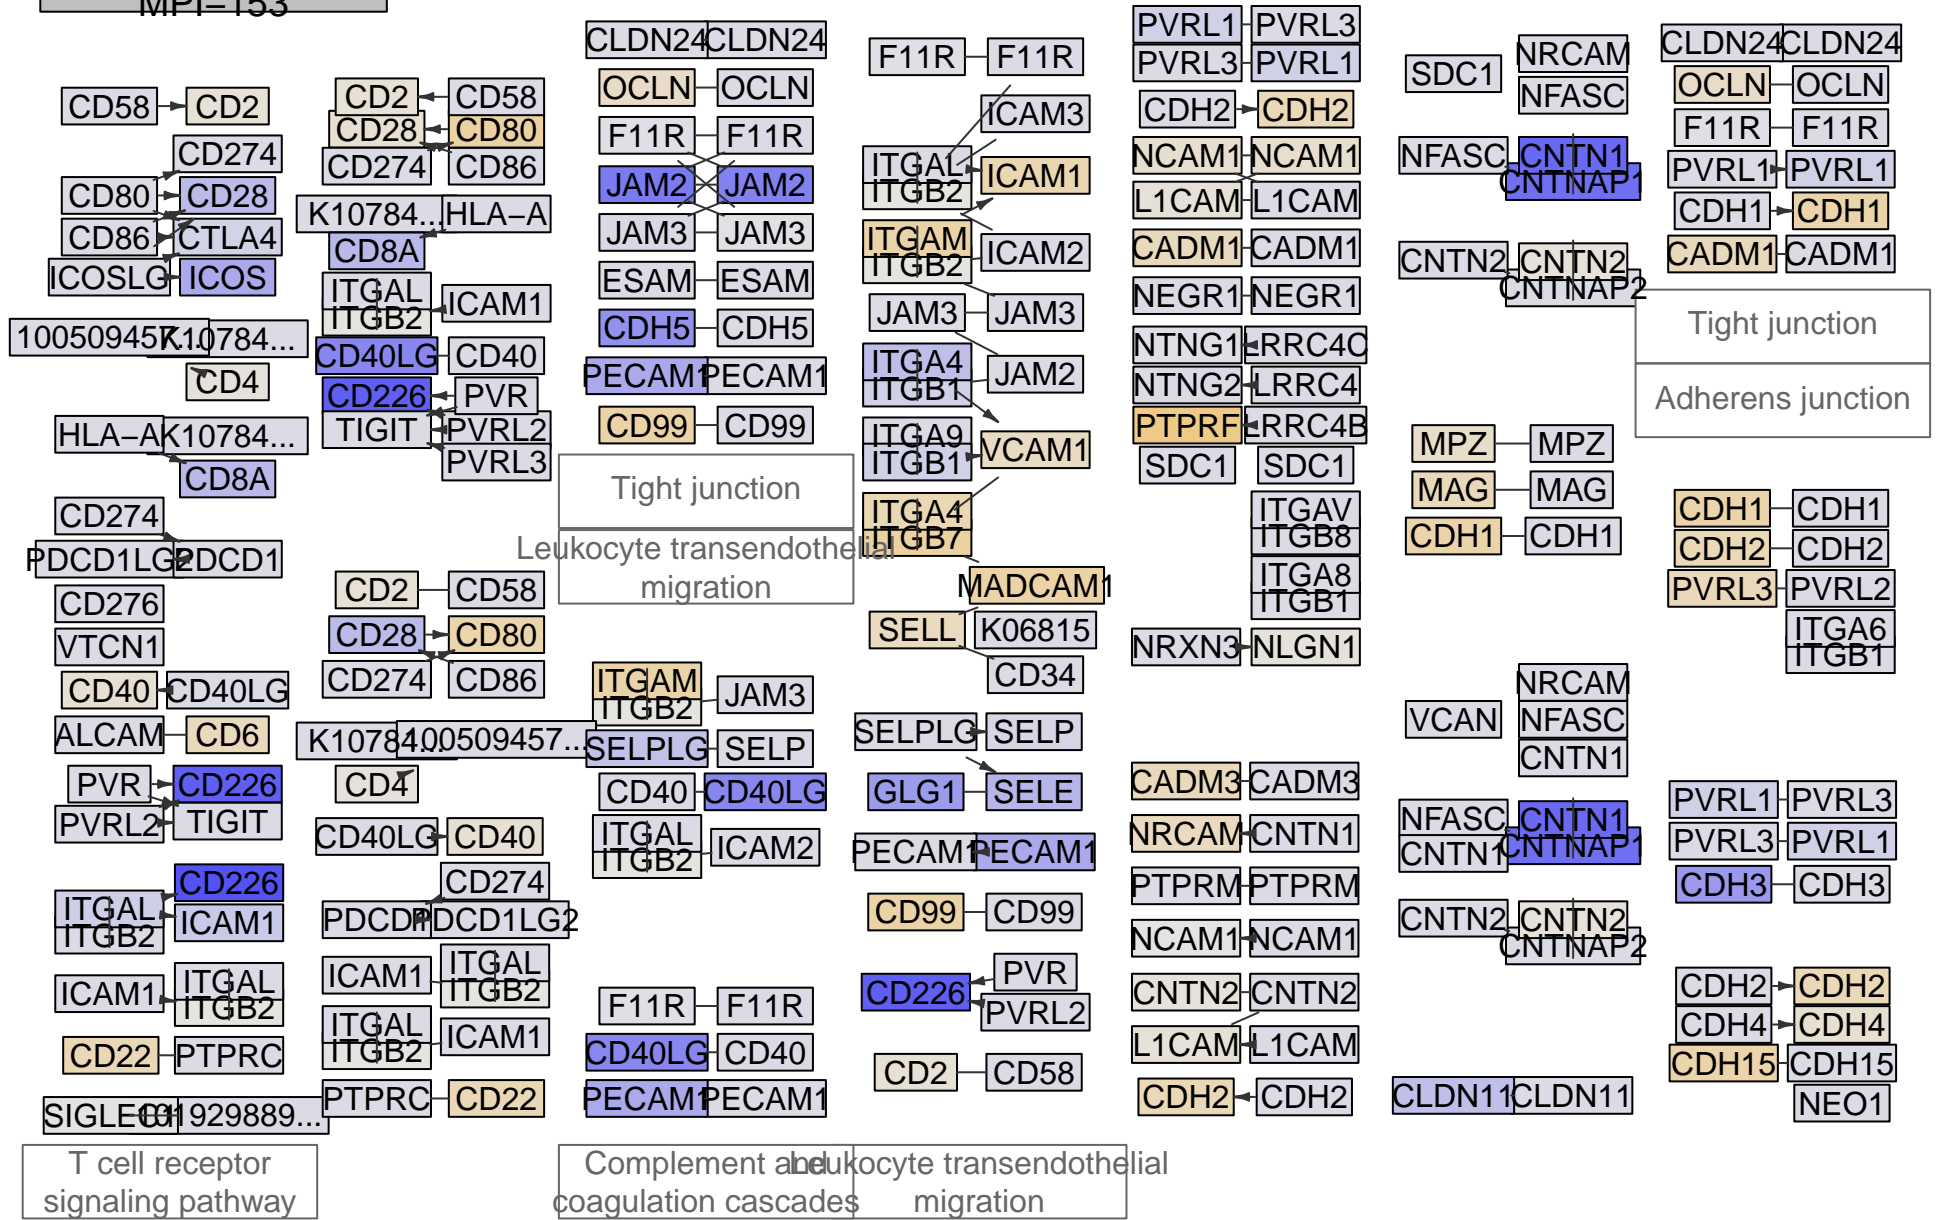 MPI−153
CD58
CD2
CD274
CD80
CD28
CD86
CTLA4
ICOSLG
ICOS
100509457...
K10784...
CD4
HLA−A
K10784...
CD8A
CD274
PDCD1LG2
PDCD1
CD276
VTCN1
CD40
CD40LG
ALCAM
CD6
PVR
CD226
PVRL2
TIGIT
CD226
ITGAL
ITGB2
ICAM1
ICAM1
ITGAL
ITGB2
CD22
PTPRC
T cell receptor
signaling pathway
CD2
CD58
CD28
CD80
CD274
CD86
K10784...
HLA−A
CD8A
ITGAL
ITGB2
ICAM1
CD40LG
CD40
CD226
PVR
TIGIT
PVRL2
PVRL3
CD2
CD58
CD28
CD80
CD274
CD86
K10784...
100509457...
CD4
CD40LG
CD40
CD274
PDCD1
PDCD1LG2
ICAM1
ITGAL
ITGB2
ITGAL
ITGB2
ICAM1
PTPRC
CD22
CLDN24
CLDN24
OCLN
OCLN
F11R
F11R
JAM2
JAM2
JAM3
JAM3
ESAM
ESAM
CDH5
CDH5
PECAM1
PECAM1
CD99
CD99
Tight junction
Leukocyte transendothelial
migration
ITGAM
ITGB2
JAM3
SELPLG
SELP
CD40
CD40LG
ITGAL
ITGB2
ICAM2
F11R
F11R
CD40LG
CD40
PECAM1
PECAM1
Complement and
coagulation cascades
F11R
F11R
ICAM3
ITGAL
ITGB2
ICAM1
ITGAM
ITGB2
ICAM2
JAM3
JAM3
ITGA4
ITGB1
JAM2
ITGA9
ITGB1
VCAM1
ITGA4
ITGB7
MADCAM1
SELL
K06815
CD34
SELPLG
SELP
GLG1
SELE
PECAM1
PECAM1
CD99
CD99
CD226
PVR
PVRL2
CD2
CD58
Leukocyte transendothelial
migration
PVRL1
PVRL3
PVRL3
PVRL1
CDH2
CDH2
NCAM1
NCAM1
L1CAM
L1CAM
CADM1
CADM1
NEGR1
NEGR1
NTNG1
LRRC4C
NTNG2
LRRC4
PTPRF
LRRC4B
SDC1
SDC1
ITGAV
ITGB8
ITGA8
ITGB1
NRXN3
NLGN1
CADM3
CADM3
NRCAM
CNTN1
PTPRM
PTPRM
NCAM1
NCAM1
CNTN2
CNTN2
L1CAM
L1CAM
CDH2
CDH2
SDC1
NRCAM
NFASC
NFASC
CNTN1
CNTNAP1
CNTN2
CNTN2
CNTNAP2
MPZ
MPZ
MAG
MAG
CDH1
CDH1
NRCAM
VCAN
NFASC
CNTN1
NFASC
CNTN1
CNTN1
CNTNAP1
CNTN2
CNTN2
CNTNAP2
CLDN11
CLDN11
CLDN24
CLDN24
OCLN
OCLN
F11R
F11R
PVRL1
PVRL1
CDH1
CDH1
CADM1
CADM1
Tight junction
Adherens junction
CDH1
CDH1
CDH2
CDH2
PVRL3
PVRL2
ITGA6
ITGB1
PVRL1
PVRL3
PVRL3
PVRL1
CDH3
CDH3
CDH2
CDH2
CDH4
CDH4
CDH15
CDH15
NEO1